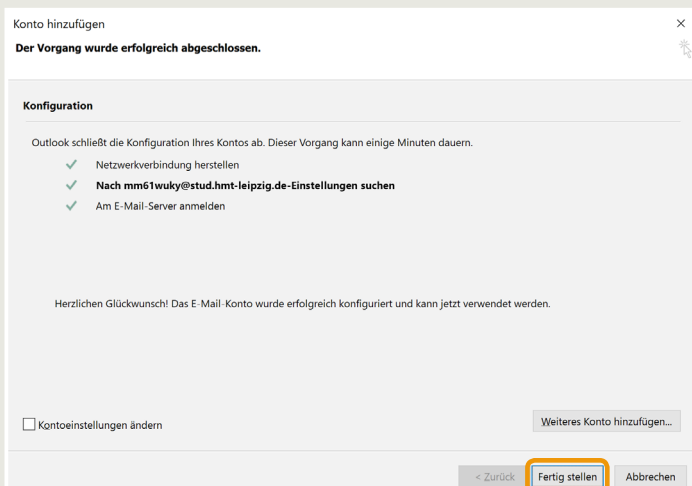 Konto hinzufügen
Der Vorgang wurde erfolgreich abgeschlossen.
Konfiguration
Outlook schließt die Konfiguration Ihres Kontos ab. Dieser Vorgang kann einige Minuten dauern.
Netzwerkverbindung herstellen
Nach mm61wuky@stud.hmt-leipzig.de-Einstellungen suchen
Am E-Mail-Server anmelden
Herzlichen Glückwunsch! Das E-Mail-Konto wurde erfolgreich konfiguriert und kann jetzt verwendet werden.
Kontoeinstellungen ändern
Weiteres Konto hinzufügen...
< Zurück
Fertig stellen
Abbrechen